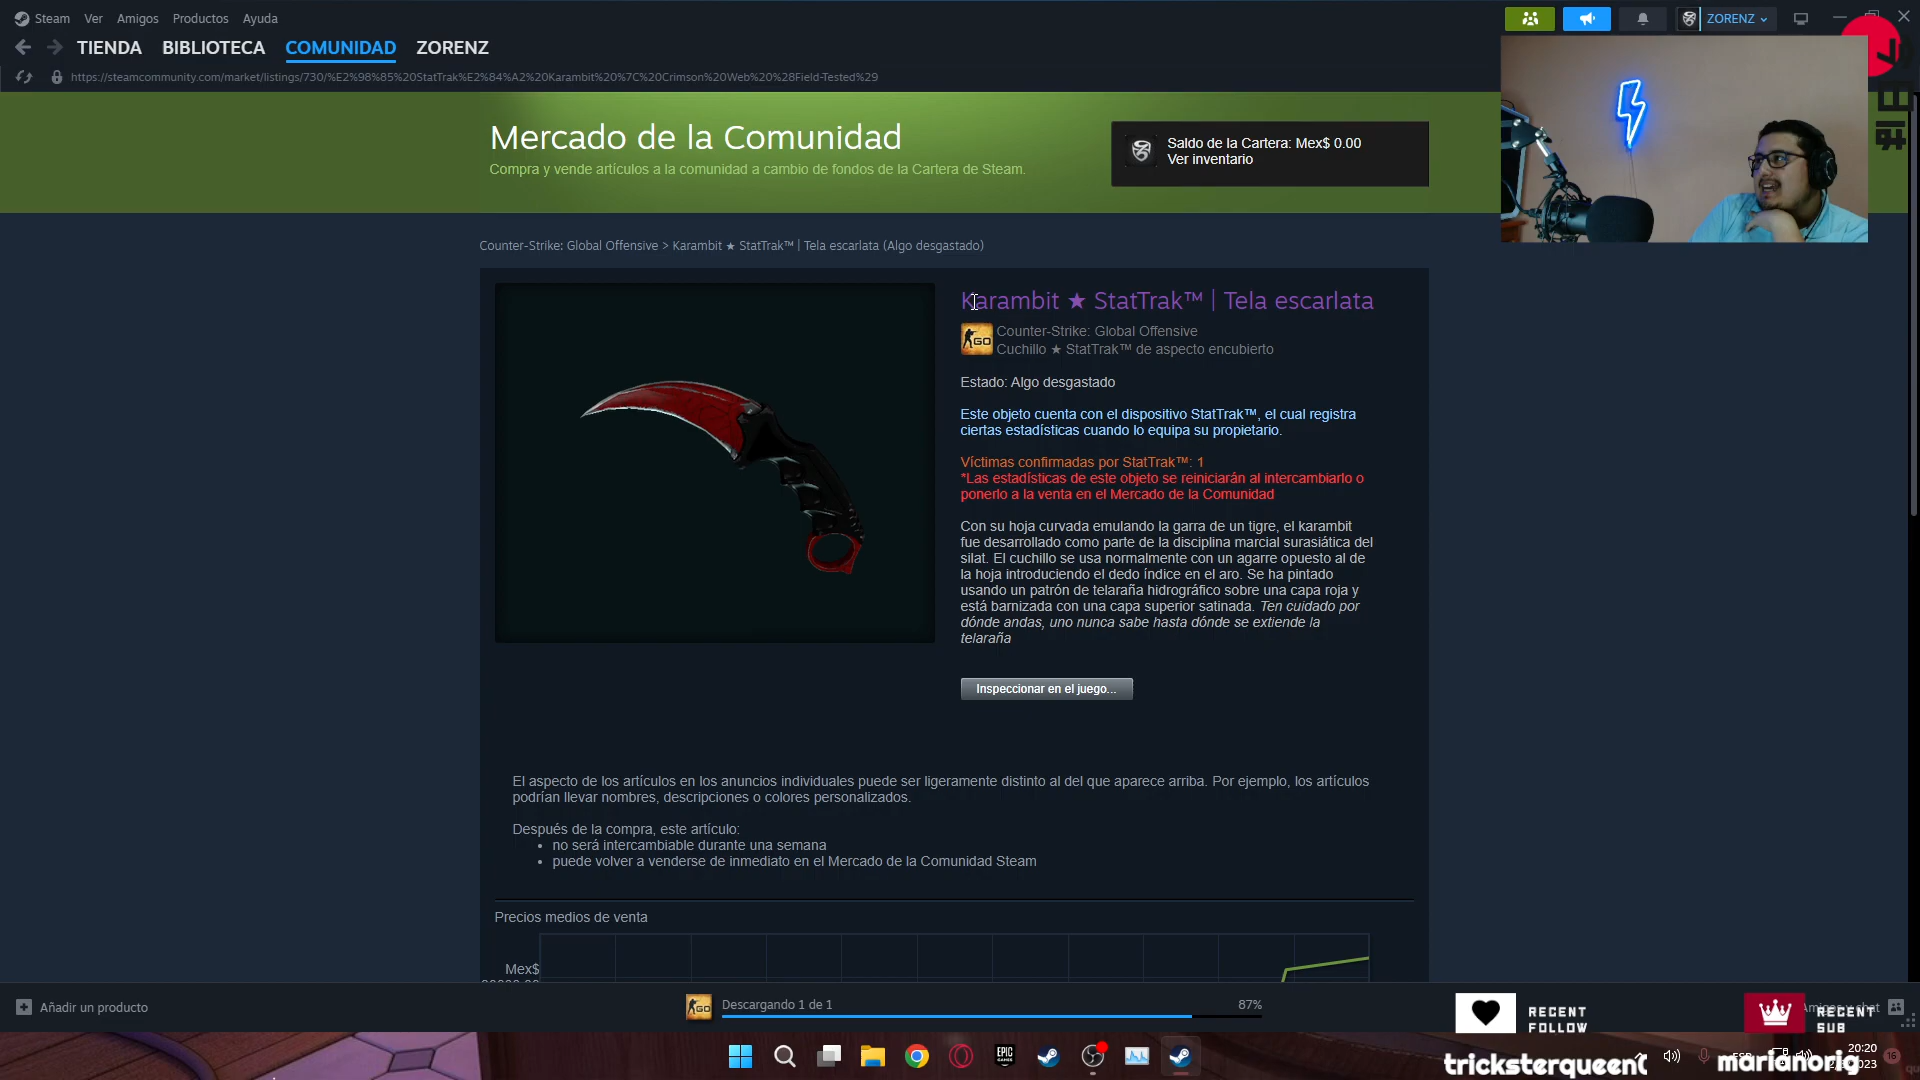 Steam Ver Amigos Productos Ayuda
ZORENZ
TIENDA BIBLIOTECA COMUNIDAD ZORENZ
https://steamcommunity.com/market/listings/730/%E2%98%85%20StatTrak%E2%84%A2%20Karambit%20%7C%20Crimson%20Web%20%28Field-Tested%29
Mercado de la Comunidad
Compra y vende artículos a la comunidad a cambio de fondos de la Cartera de Steam.
Saldo de la Cartera: Mex$ 0.00
Ver inventario
Counter-Strike: Global Offensive > Karambit ★ StatTrak™ | Tela escarlata (Algo desgastado)
Karambit ★ StatTrak™ | Tela escarlata
GO
Counter-Strike: Global Offensive
Cuchillo ★ StatTrak™ de aspecto encubierto
Estado: Algo desgastado
Este objeto cuenta con el dispositivo StatTrak™, el cual registra
ciertas estadísticas cuando lo equipa su propietario.
Víctimas confirmadas por StatTrak™: 1
*Las estadísticas de este objeto se reiniciarán al intercambiarlo o
ponerlo a la venta en el Mercado de la Comunidad
Con su hoja curvada emulando la garra de un tigre, el karambit
fue desarrollado como parte de la disciplina marcial surasiática del
silat. El cuchillo se usa normalmente con un agarre opuesto al de
la hoja introduciendo el dedo índice en el aro. Se ha pintado
usando un patrón de telaraña hidrográfico sobre una capa roja y
está barnizada con una capa superior satinada. Ten cuidado por
dónde andas, uno nunca sabe hasta dónde se extiende la
telaraña
Inspeccionar en el juego...
El aspecto de los artículos en los anuncios individuales puede ser ligeramente distinto al del que aparece arriba. Por ejemplo, los artículos
podrían llevar nombres, descripciones o colores personalizados.
Después de la compra, este artículo:
• no será intercambiable durante una semana
• puede volver a venderse de inmediato en el Mercado de la Comunidad Steam
Precios medios de venta
Mex$
Añadir un producto
GO
Descargando 1 de 1
87%
RECENT
FOLLOW
RECENT
SUB
EPIC
GAMES
20:20
16
marianorig